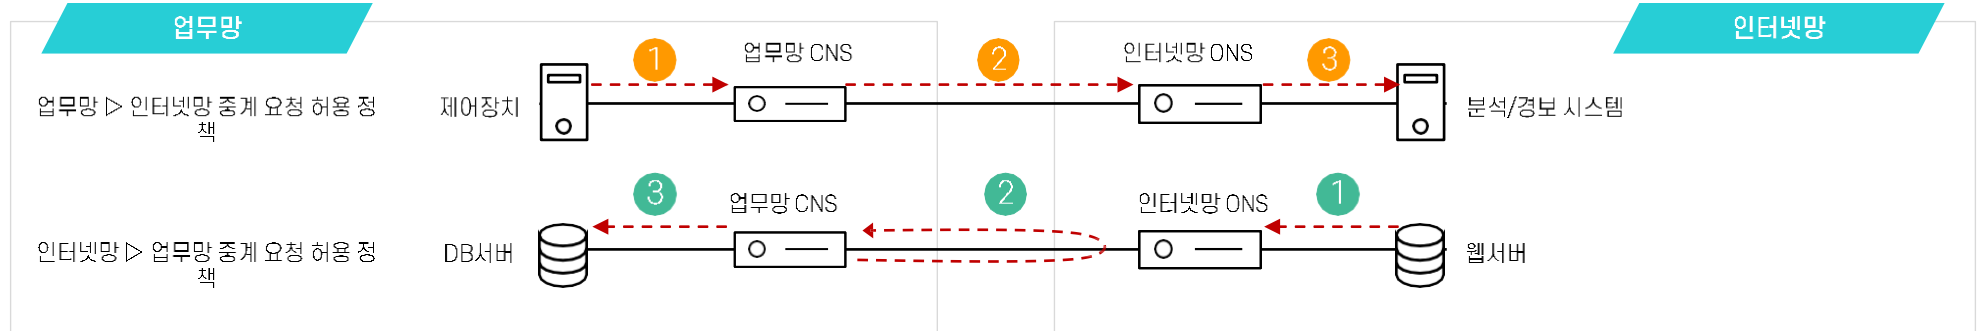 업무망
인터넷망
1
업무망 CNS
2
인터넷망 ONS
3
업무망 ▷ 인터넷망 중계 요청 허용 정
책
제어장치
분석/경보 시스템
3
업무망 CNS
2
인터넷망 ONS
1
인터넷망 ▷ 업무망 중계 요청 허용 정
책
DB서버
웹서버